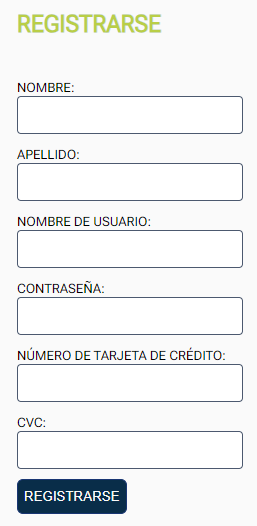 REGISTRARSE
NOMBRE:
APELLIDO:
NOMBRE DE USUARIO:
CONTRASEÑA:
NÚMERO DE TARJETA DE CRÉDITO:
CVC:
REGISTRARSE